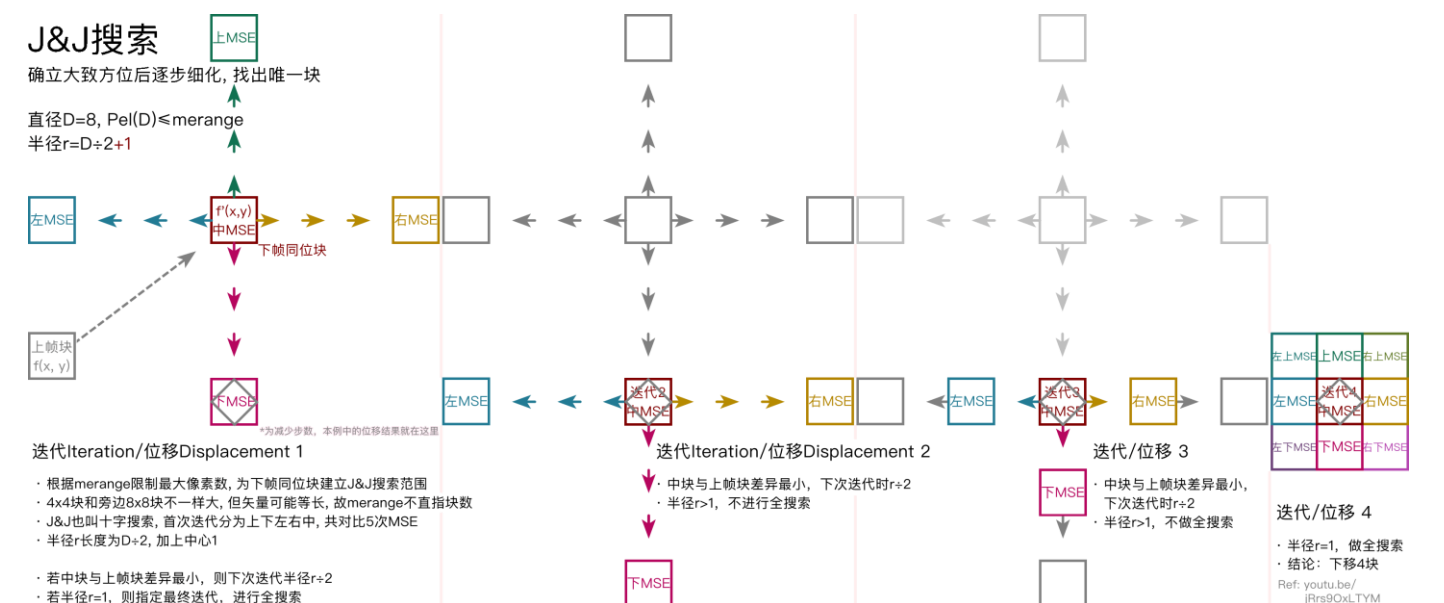 J&J搜索
确立大致方位后逐步细化, 找出唯一块
直径D=8, Pel(D)≤merange
半径r=D÷2+1
上MSE
左MSE
f'(x,y)
中MSE
右MSE
下帧同位块
上帧块
f(x, y)
下MSE
*为减少步数，本例中的位移结果就在这里
迭代Iteration/位移Displacement 1
· 根据merange限制最大像素数, 为下帧同位块建立J&J搜索范围
· 4x4块和旁边8x8块不一样大, 但矢量可能等长, 故merange不直指块数
· J&J也叫十字搜索, 首次迭代分为上下左右中, 共对比5次MSE
· 半径r长度为D÷2, 加上中心1
· 若中块与上帧块差异最小，则下次迭代半径r÷2
· 若半径r=1，则指定最终迭代，进行全搜索
左MSE
迭代2
中MSE
右MSE
迭代Iteration/位移Displacement 2
· 中块与上帧块差异最小，下次迭代时r÷2
· 半径r>1，不进行全搜索
下MSE
左MSE
迭代3
中MSE
右MSE
迭代/位移 3
下MSE
· 中块与上帧块差异最小，
下次迭代时r÷2
· 半径r>1，不做全搜索
左上MSE
上MSE
右上MSE
左MSE
迭代4
中MSE
右MSE
左下MSE
下MSE
右下MSE
迭代/位移 4
· 半径r=1，做全搜索
· 结论：下移4块
Ref: youtu.be/
jRrs9OxLTYM